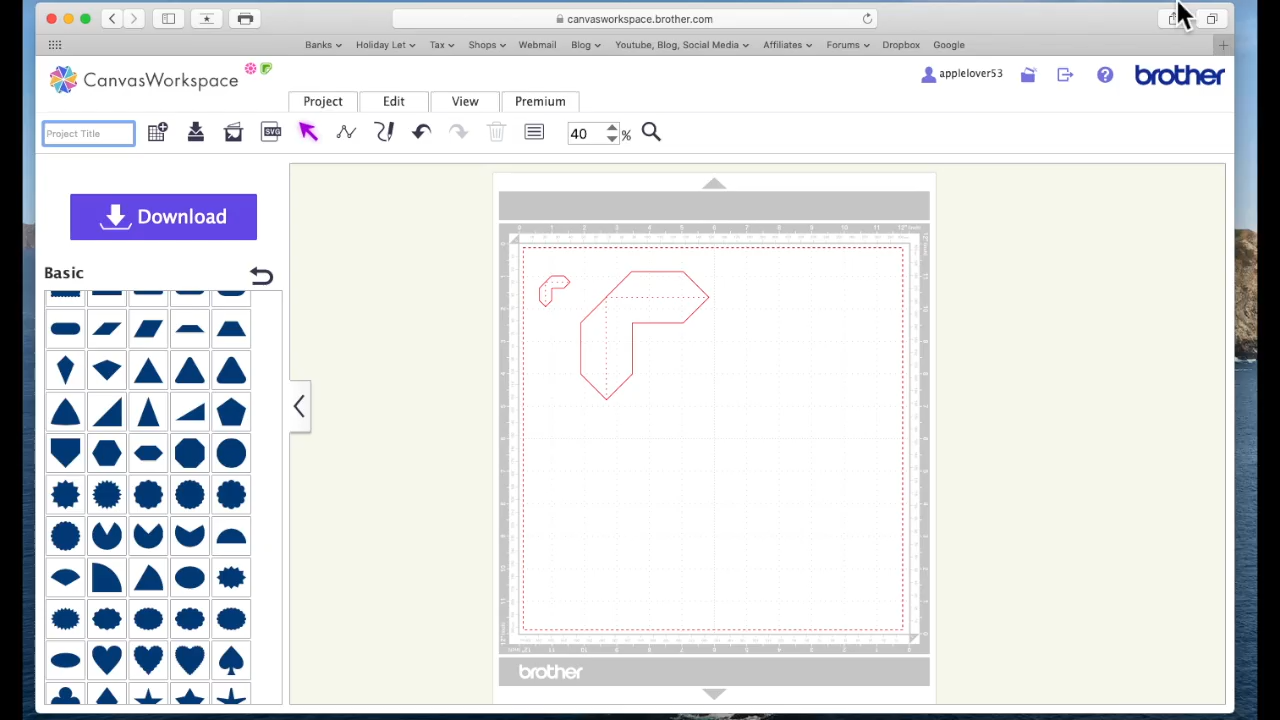 canvasworkspace.brother.com
Banks Holiday Let Tax Shops Webmail Blog Youtube, Blog, Social Media Affiliates Forums Dropbox Google
CanvasWorkspace
applelover53
?
brother
Project Edit View Premium
Project Title
SVG
40 %
Download
Basic
brother